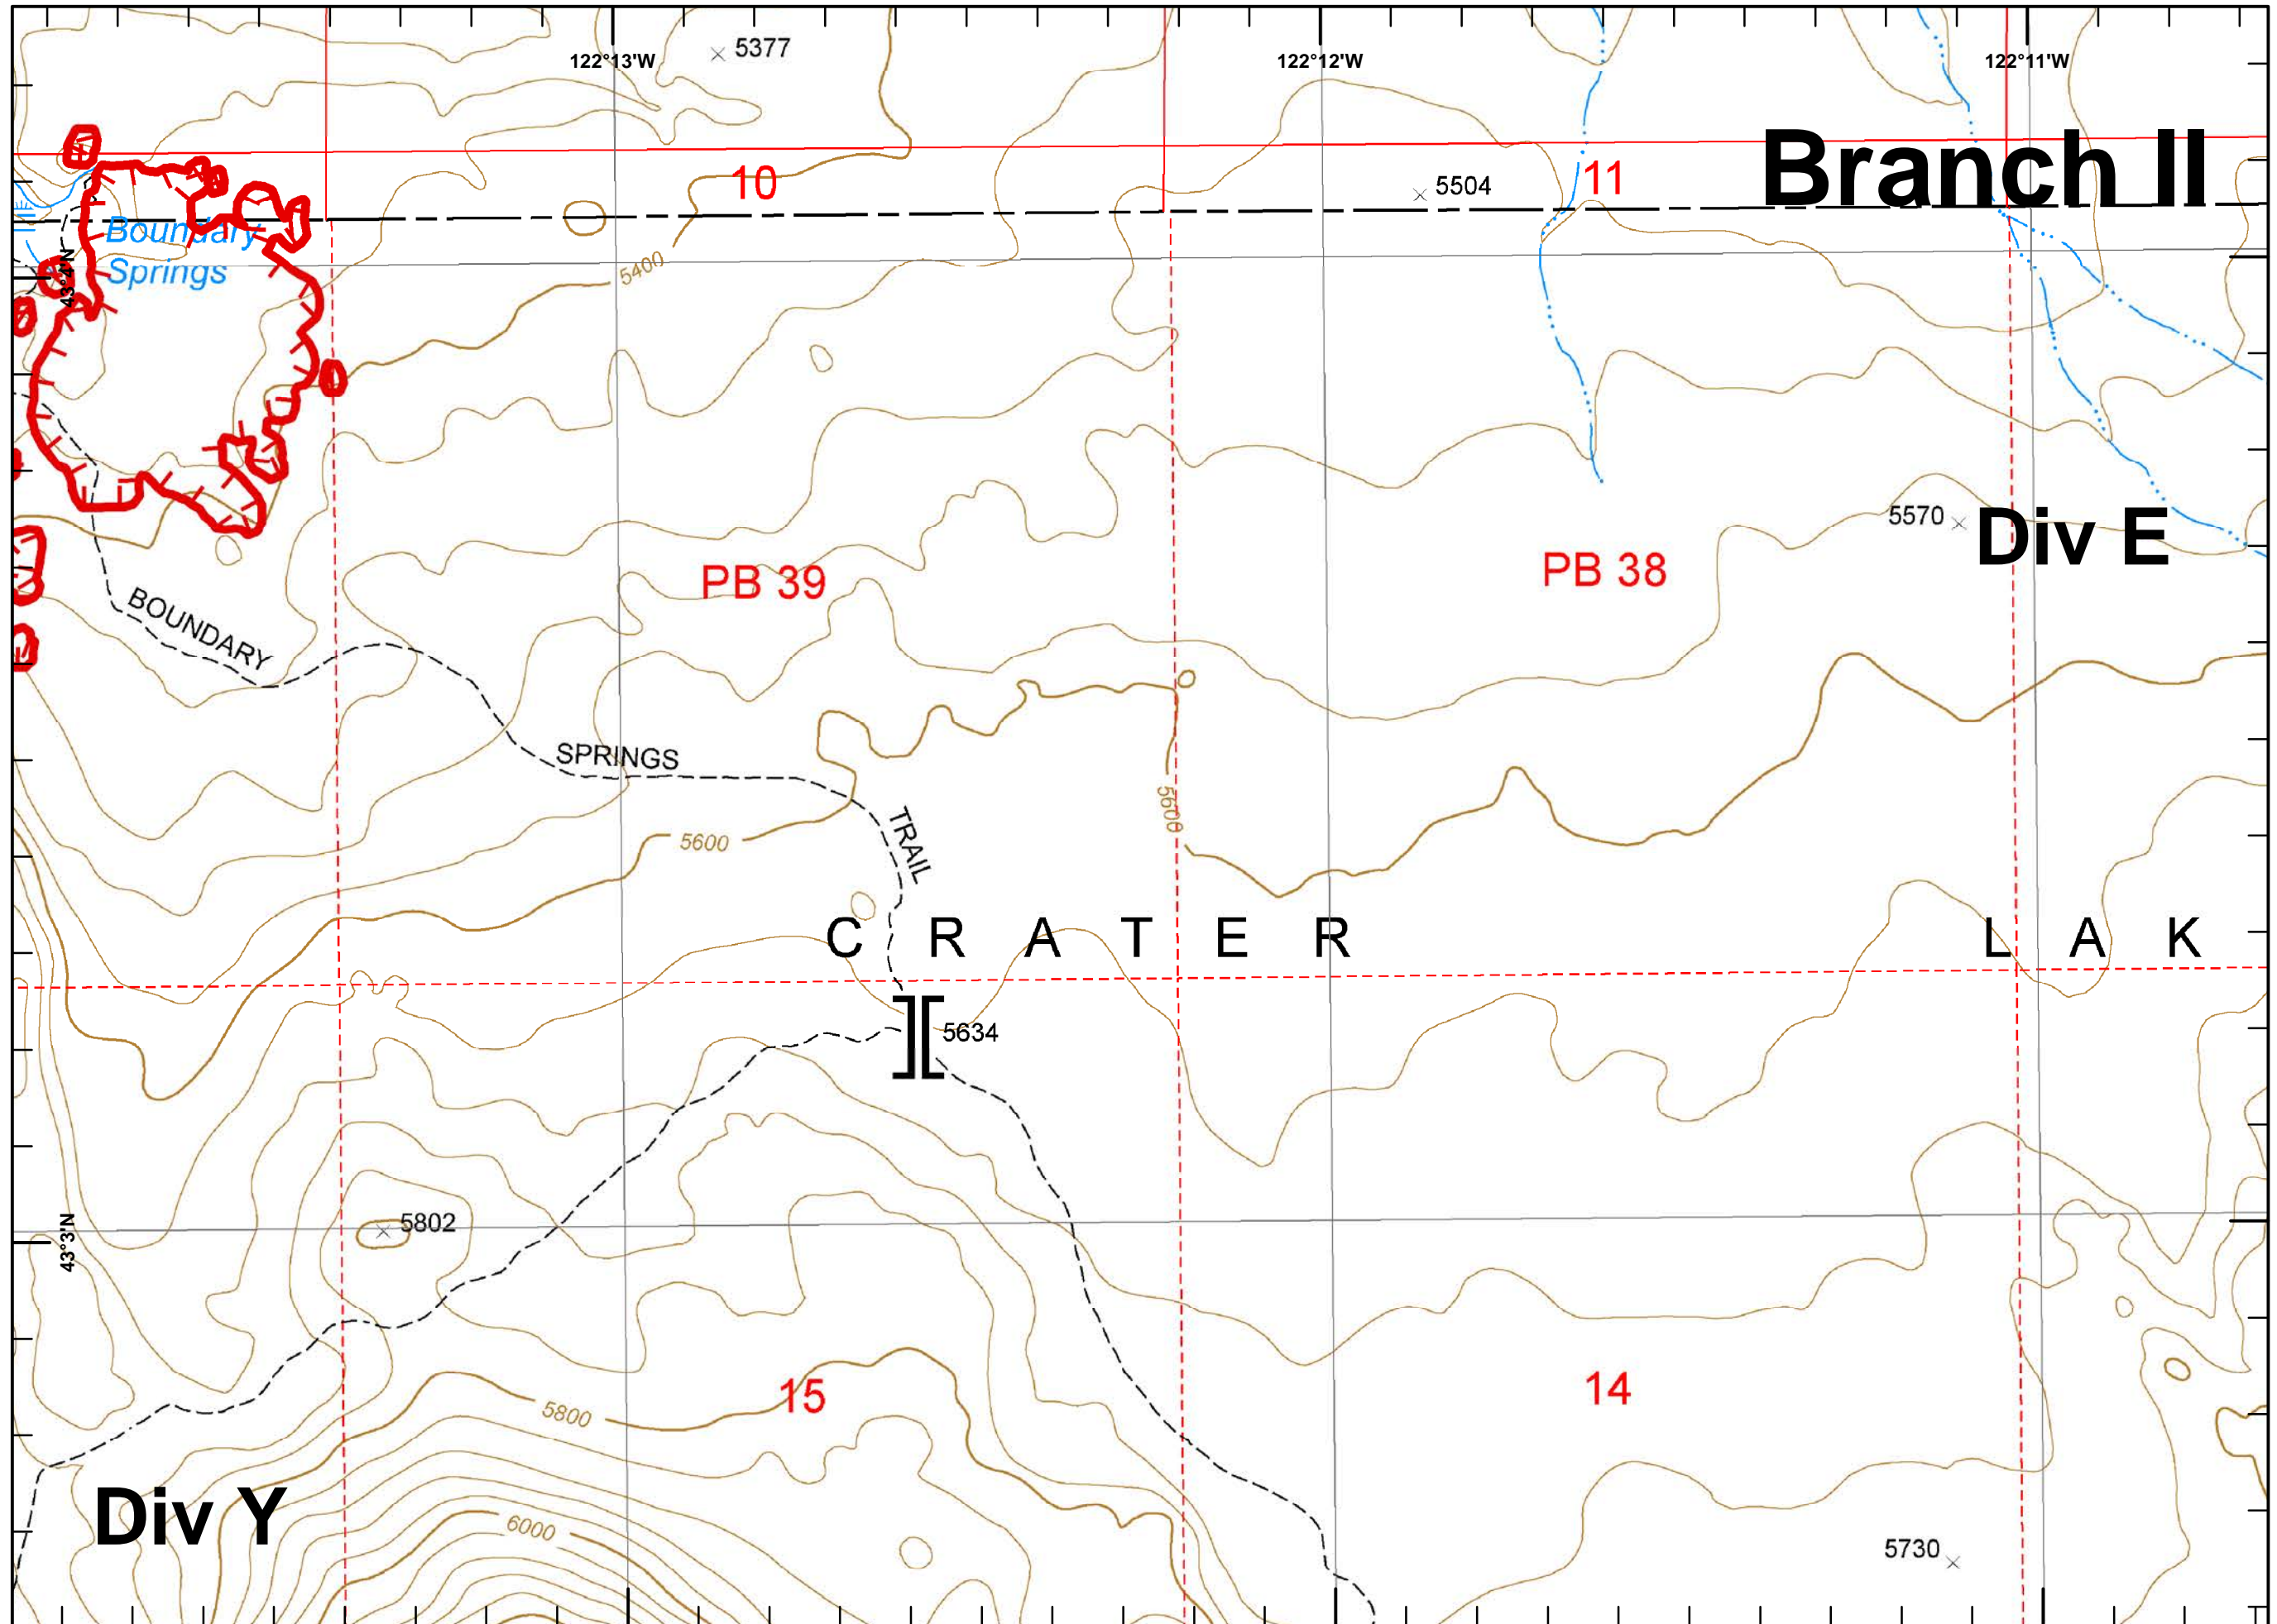 5377
122°13'W
122°12'W
122°11'W
Branch II
10
11
5504
Boundary
Springs
43°4'N
5400
5570
Div E
PB 39
PB 38
BOUNDARY
SPRINGS
TRAIL
5600
5600
CRATER
LAK
][
5634
5802
43°3'N
15
14
5800
Div Y
6000
5730